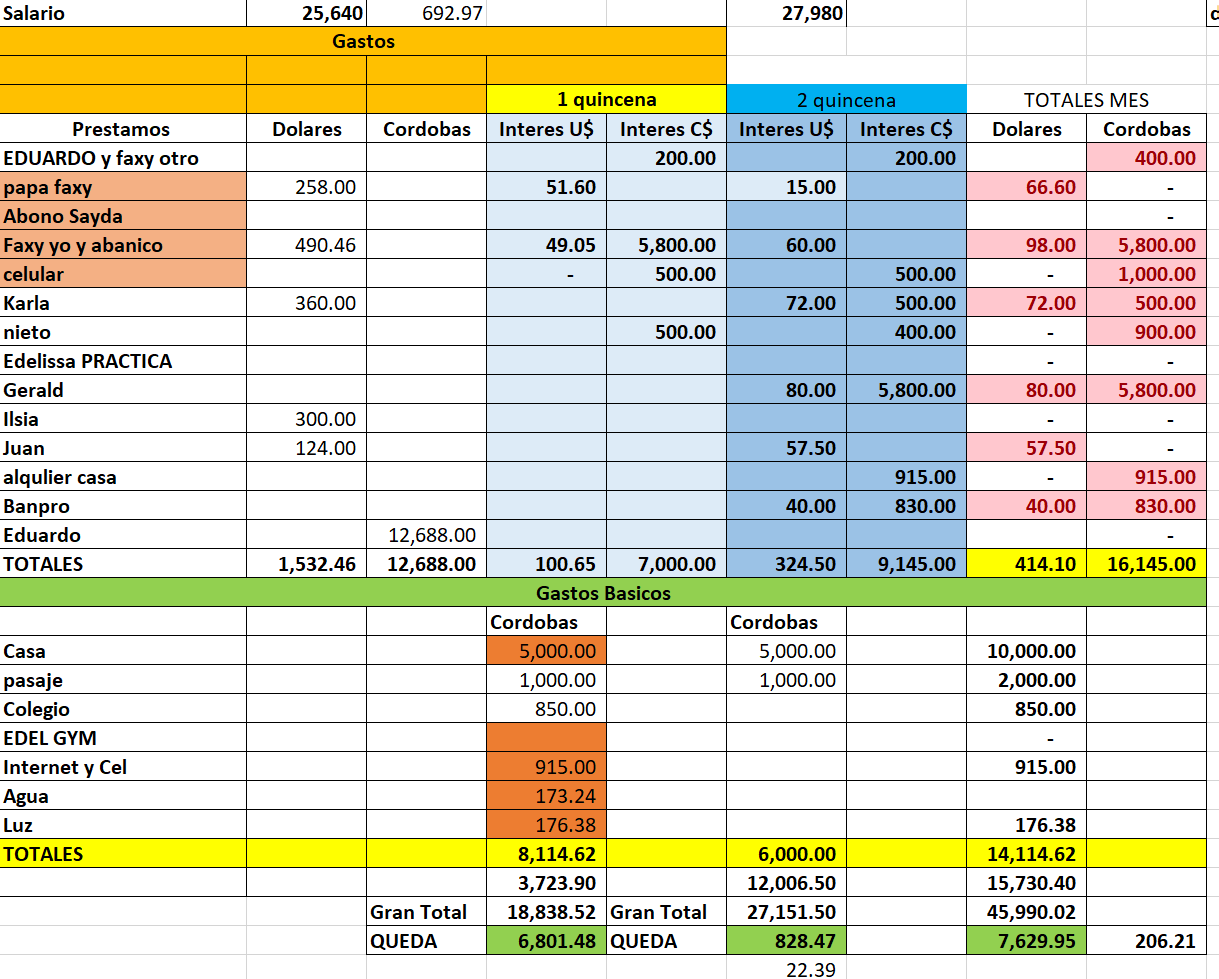 Salario 25,640 692.97 27,980
Gastos
1 quincena 2 quincena TOTALES MES
Prestamos Dolares Cordobas Interes U$ Interes C$ Interes U$ Interes C$ Dolares Cordobas
EDUARDO y faxy otro 200.00 200.00 400.00
papa faxy 258.00 51.60 15.00 66.60 -
Abono Sayda -
Faxy yo y abanico 490.46 49.05 5,800.00 60.00 98.00 5,800.00
celular - 500.00 500.00 - 1,000.00
Karla 360.00 72.00 500.00 72.00 500.00
nieto 500.00 400.00 - 900.00
Edelissa PRACTICA - -
Gerald 80.00 5,800.00 80.00 5,800.00
Ilsia 300.00 - -
Juan 124.00 57.50 57.50 -
alqulier casa 915.00 - 915.00
Banpro 40.00 830.00 40.00 830.00
Eduardo 12,688.00 -
TOTALES 1,532.46 12,688.00 100.65 7,000.00 324.50 9,145.00 414.10 16,145.00
Gastos Basicos
Cordobas Cordobas
Casa 5,000.00 5,000.00 10,000.00
pasaje 1,000.00 1,000.00 2,000.00
Colegio 850.00 850.00
EDEL GYM -
Internet y Cel 915.00 915.00
Agua 173.24
Luz 176.38 176.38
TOTALES 8,114.62 6,000.00 14,114.62
3,723.90 12,006.50 15,730.40
Gran Total 18,838.52 Gran Total 27,151.50 45,990.02
QUEDA 6,801.48 QUEDA 828.47 7,629.95 206.21
22.39